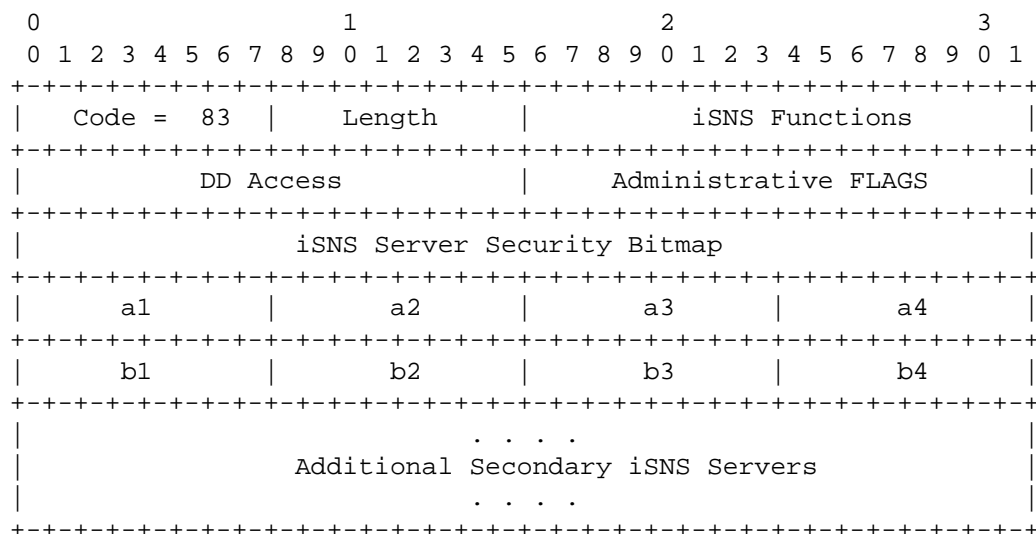 0                   1                   2                   3
0 1 2 3 4 5 6 7 8 9 0 1 2 3 4 5 6 7 8 9 0 1 2 3 4 5 6 7 8 9 0 1
+-+-+-+-+-+-+-+-+-+-+-+-+-+-+-+-+-+-+-+-+-+-+-+-+-+-+-+-+-+-+-+-+
|   Code =  83  |    Length     |          iSNS Functions       |
+-+-+-+-+-+-+-+-+-+-+-+-+-+-+-+-+-+-+-+-+-+-+-+-+-+-+-+-+-+-+-+-+
|           DD Access           |     Administrative FLAGS      |
+-+-+-+-+-+-+-+-+-+-+-+-+-+-+-+-+-+-+-+-+-+-+-+-+-+-+-+-+-+-+-+-+
|                 iSNS Server Security Bitmap                   |
+-+-+-+-+-+-+-+-+-+-+-+-+-+-+-+-+-+-+-+-+-+-+-+-+-+-+-+-+-+-+-+-+
|      a1       |       a2      |       a3      |       a4      |
+-+-+-+-+-+-+-+-+-+-+-+-+-+-+-+-+-+-+-+-+-+-+-+-+-+-+-+-+-+-+-+-+
|      b1       |       b2      |       b3      |       b4      |
+-+-+-+-+-+-+-+-+-+-+-+-+-+-+-+-+-+-+-+-+-+-+-+-+-+-+-+-+-+-+-+-+
|                            . . . .                            |
|                 Additional Secondary iSNS Servers             |
|                            . . . .                            |
+-+-+-+-+-+-+-+-+-+-+-+-+-+-+-+-+-+-+-+-+-+-+-+-+-+-+-+-+-+-+-+-+